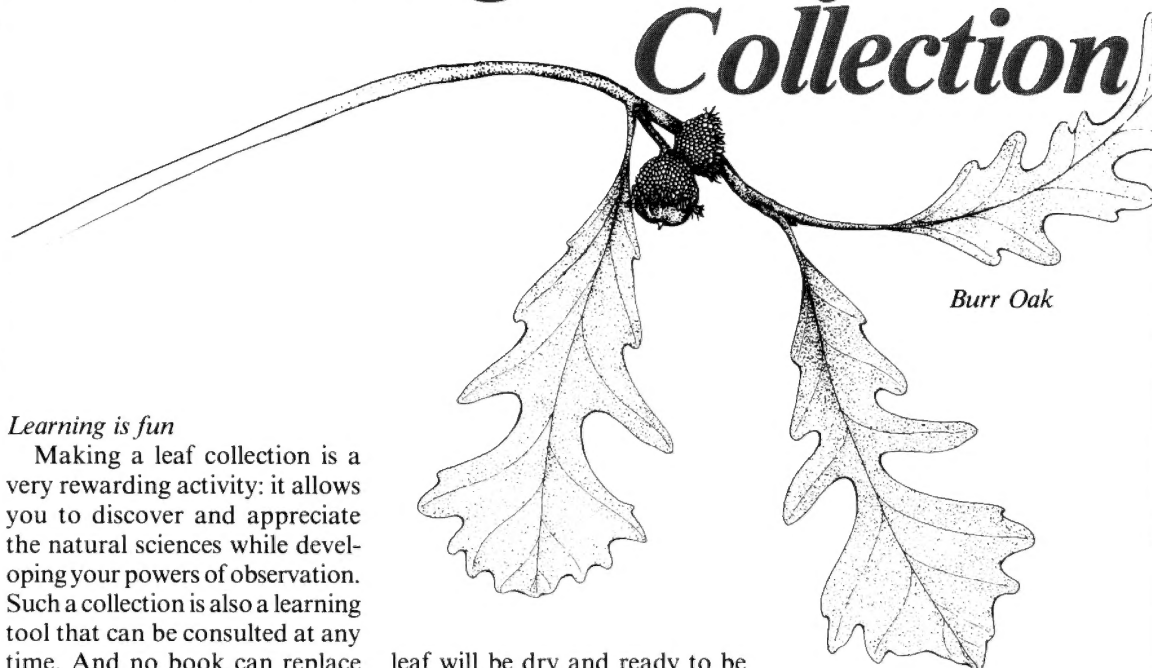 Collection
Burr Oak
Learning is fun
Making a leaf collection is a
very rewarding activity: it allows
you to discover and appreciate
the natural sciences while devel-
oping your powers of observation.
Such a collection is also a learning
tool that can be consulted at any
time. And no book can replace
leaf will be dry and ready to be